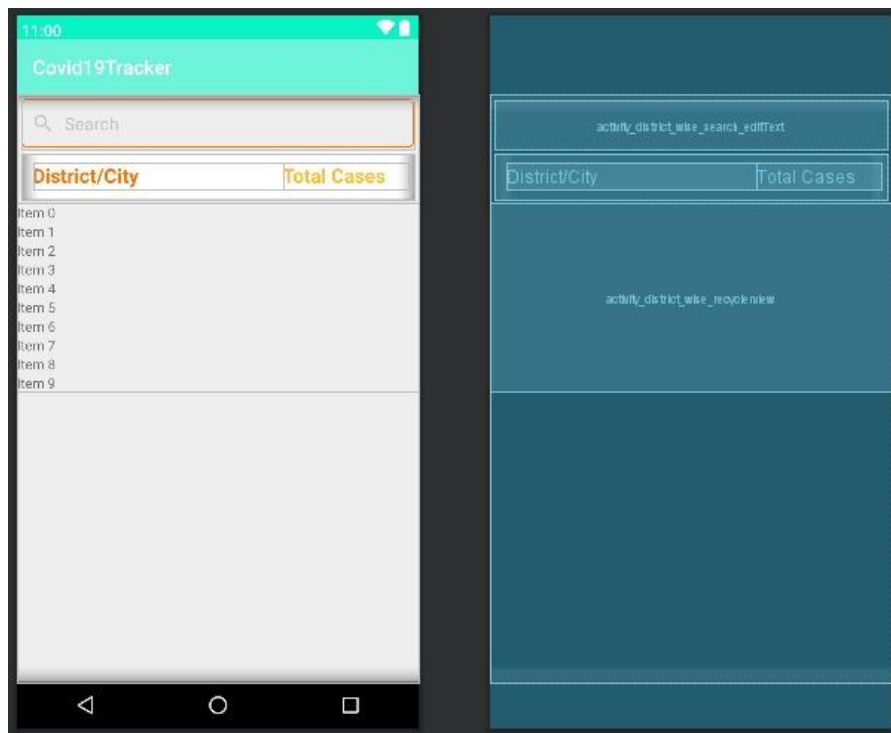 11:00
Covid19Tracker
Search
District/City
Total Cases
Item 0
Item 1
Item 2
Item 3
Item 4
Item 5
Item 6
Item 7
Item 8
Item 9
activity_district_wise_search_editText
District/City
Total Cases
activity_district_wise_recyclerview